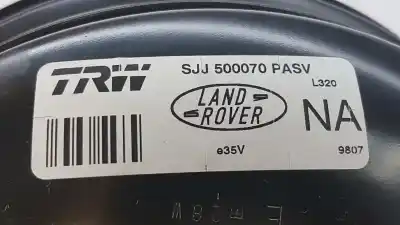 TRW
SJJ 500070 PASV
L320
LAND
ROVER
NA
e35V
9807